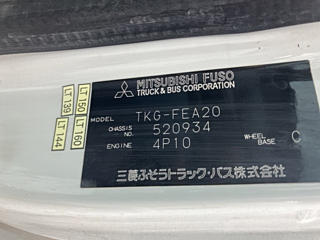 MITSUBISHI FUSO
TRUCK & BUS CORPORATION
MODEL TKG-FEA20
CHASSIS NO. 520934
ENGINE 4P10 WHEEL BASE C
三菱ふそうトラック・バス株式会社
LT 150
LT 139
LT 160
LT 144